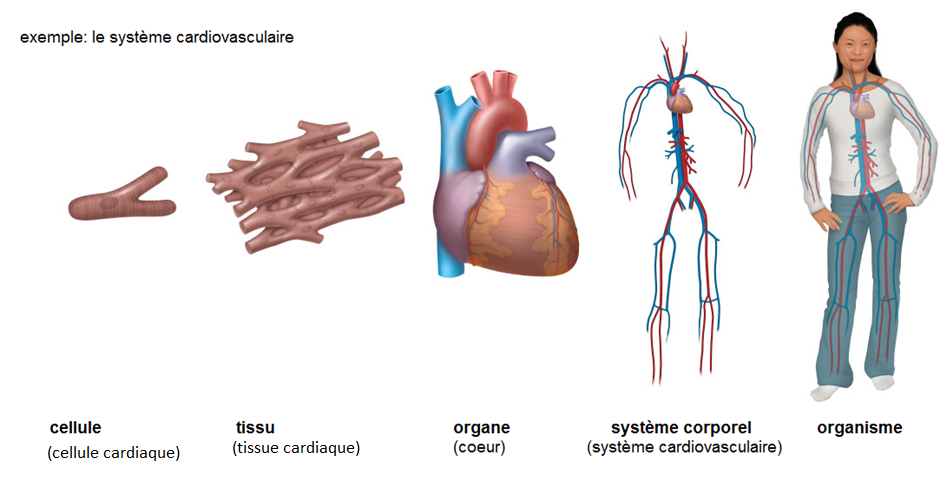 exemple: le système cardiovasculaire
cellule
(cellule cardiaque)
tissu
(tissue cardiaque)
organe
(coeur)
système corporel
(système cardiovasculaire)
organisme